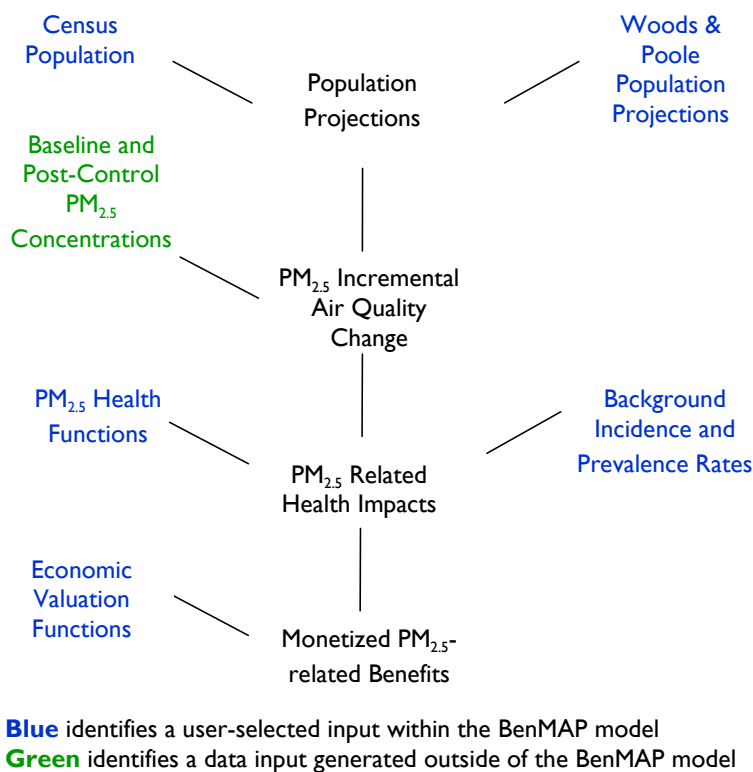 Census
Population
Woods &
Poole
Population
Projections
Population
Projections
Baseline and
Post-Control
PM2.5
Concentrations
PM2.5 Incremental
Air Quality
Change
PM2.5 Health
Functions
Background
Incidence and
Prevalence Rates
PM2.5 Related
Health Impacts
Economic
Valuation
Functions
Monetized PM2.5-
related Benefits
Blue identifies a user-selected input within the BenMAP model
Green identifies a data input generated outside of the BenMAP model